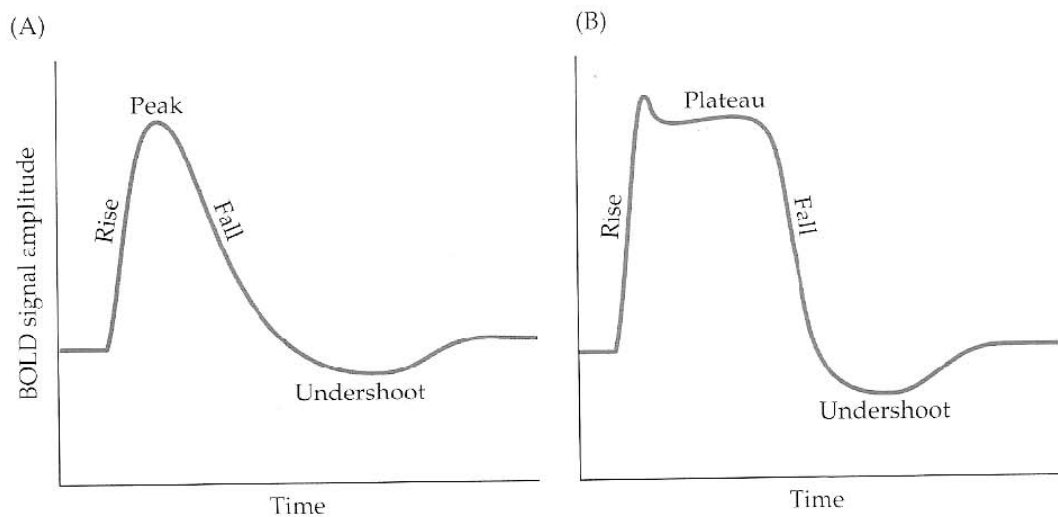 (A)
Peak
BOLD signal amplitude
Rise
Fall
Undershoot
Time
(B)
Plateau
Rise
Fall
Undershoot
Time